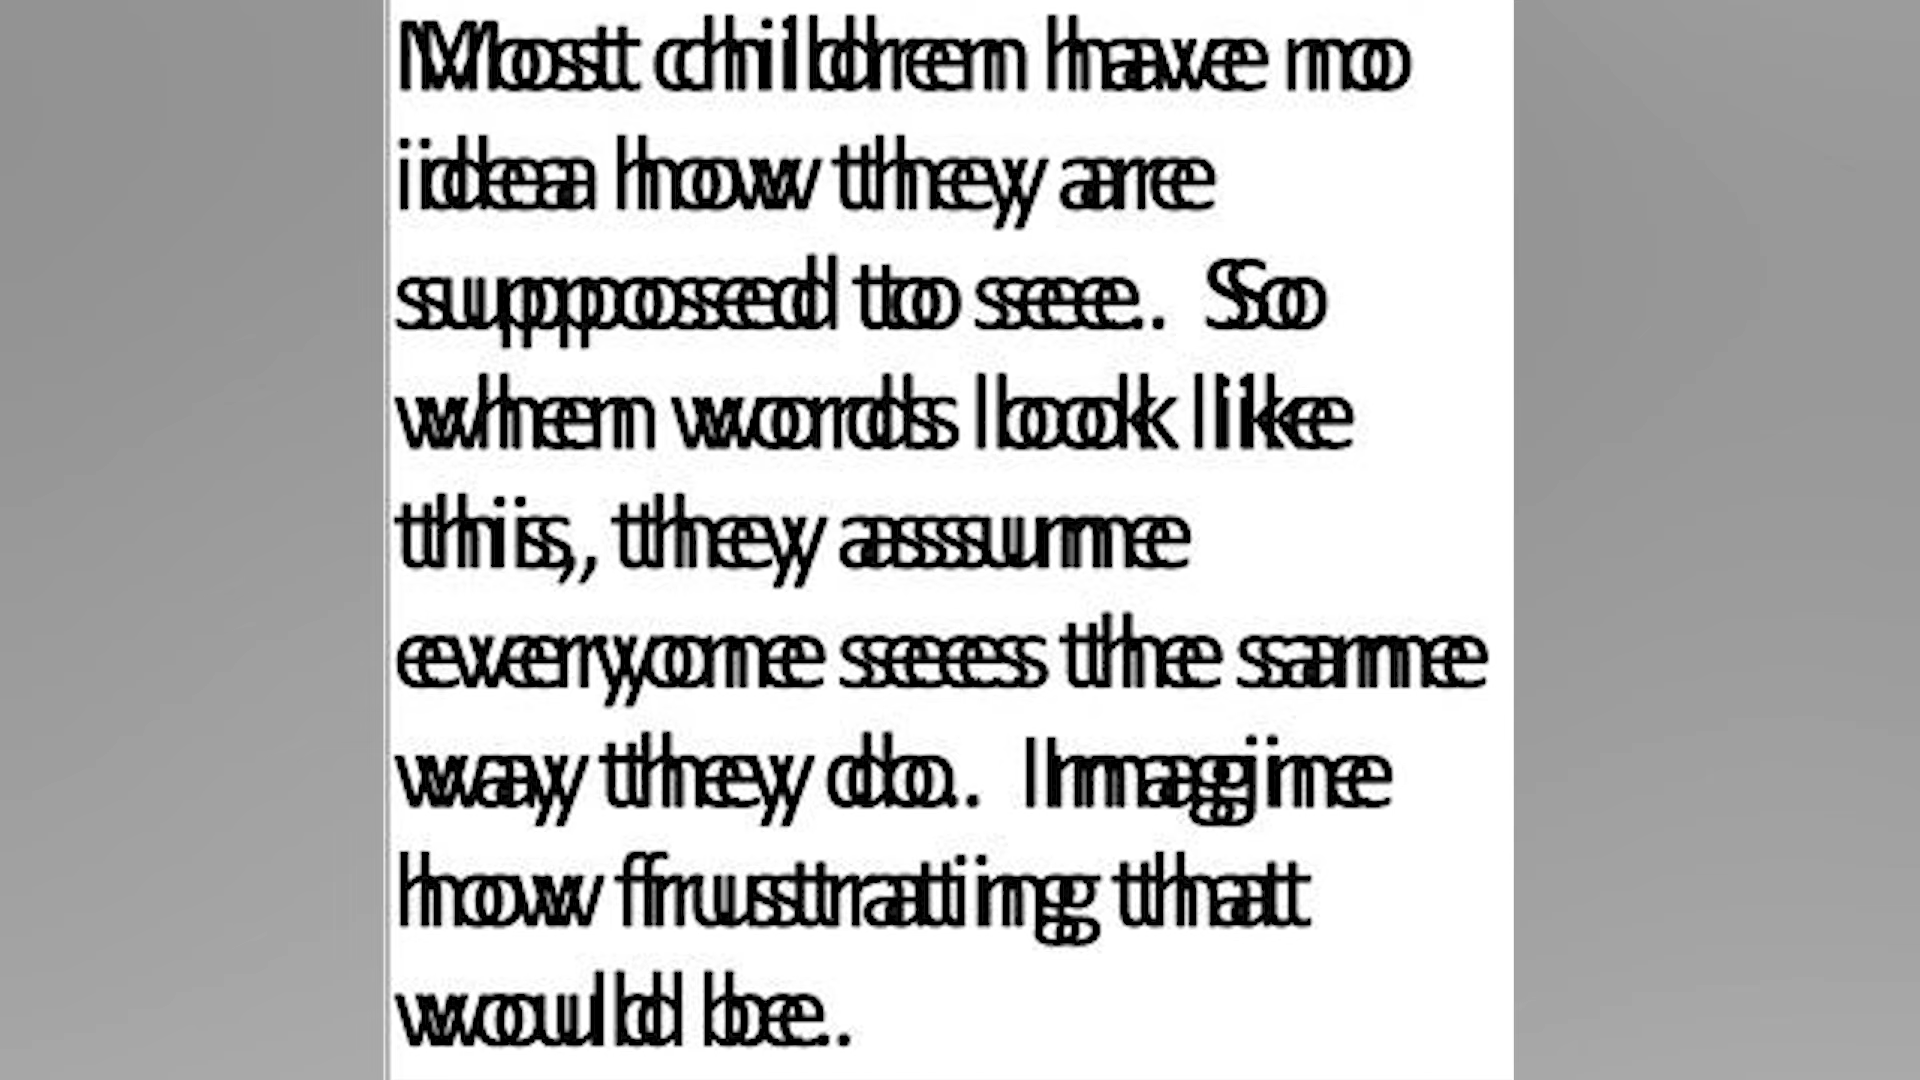 Most children have no
idea how they are
supposed to see.  So
when words look like
this, they assume
everyone sees the same
way they do.  Imagine
how frustrating that
would be.